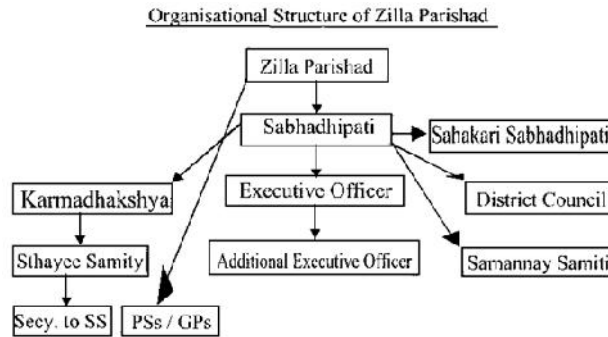 Organisational Structure of Zilla Parishad
Zilla Parishad
Sabhadhipati
Sahakari Sabhadhipati
Karmadhakshya
Executive Officer
District Council
Sthayee Samity
Additional Executive Officer
Samannay Samiti
Secy. to SS
PSs / GPs